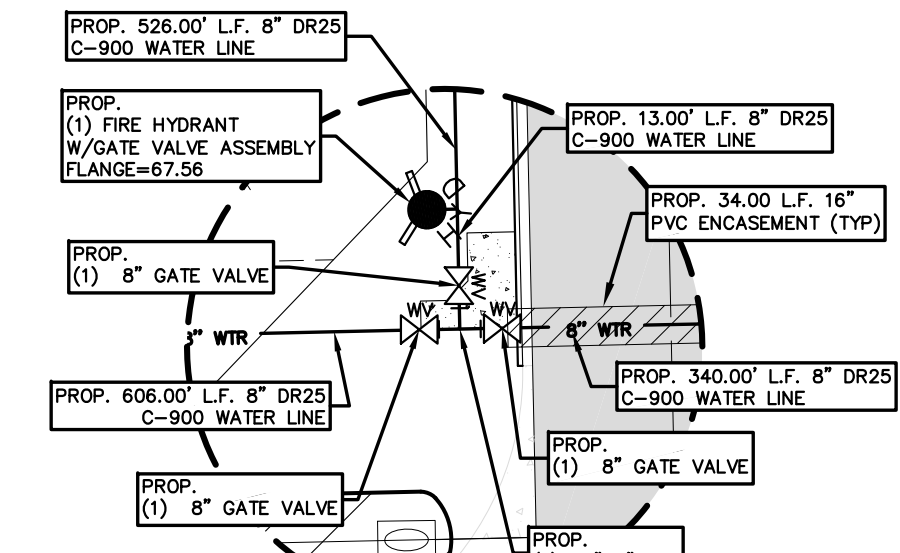 PROP. 526.00' L.F. 8" DR25
C-900 WATER LINE
PROP.
(1) FIRE HYDRANT
W/GATE VALVE ASSEMBLY
FLANGE=67.56
PROP. 13.00' L.F. 8" DR25
C-900 WATER LINE
PROP. 34.00 L.F. 16"
PVC ENCASEMENT (TYP)
PROP.
(1) 8" GATE VALVE
WV
WV
WV
WTR
8" WTR
PROP. 606.00' L.F. 8" DR25
C-900 WATER LINE
PROP. 340.00' L.F. 8" DR25
C-900 WATER LINE
PROP.
(1) 8" GATE VALVE
PROP.
(1) 8" GATE VALVE
PROP.